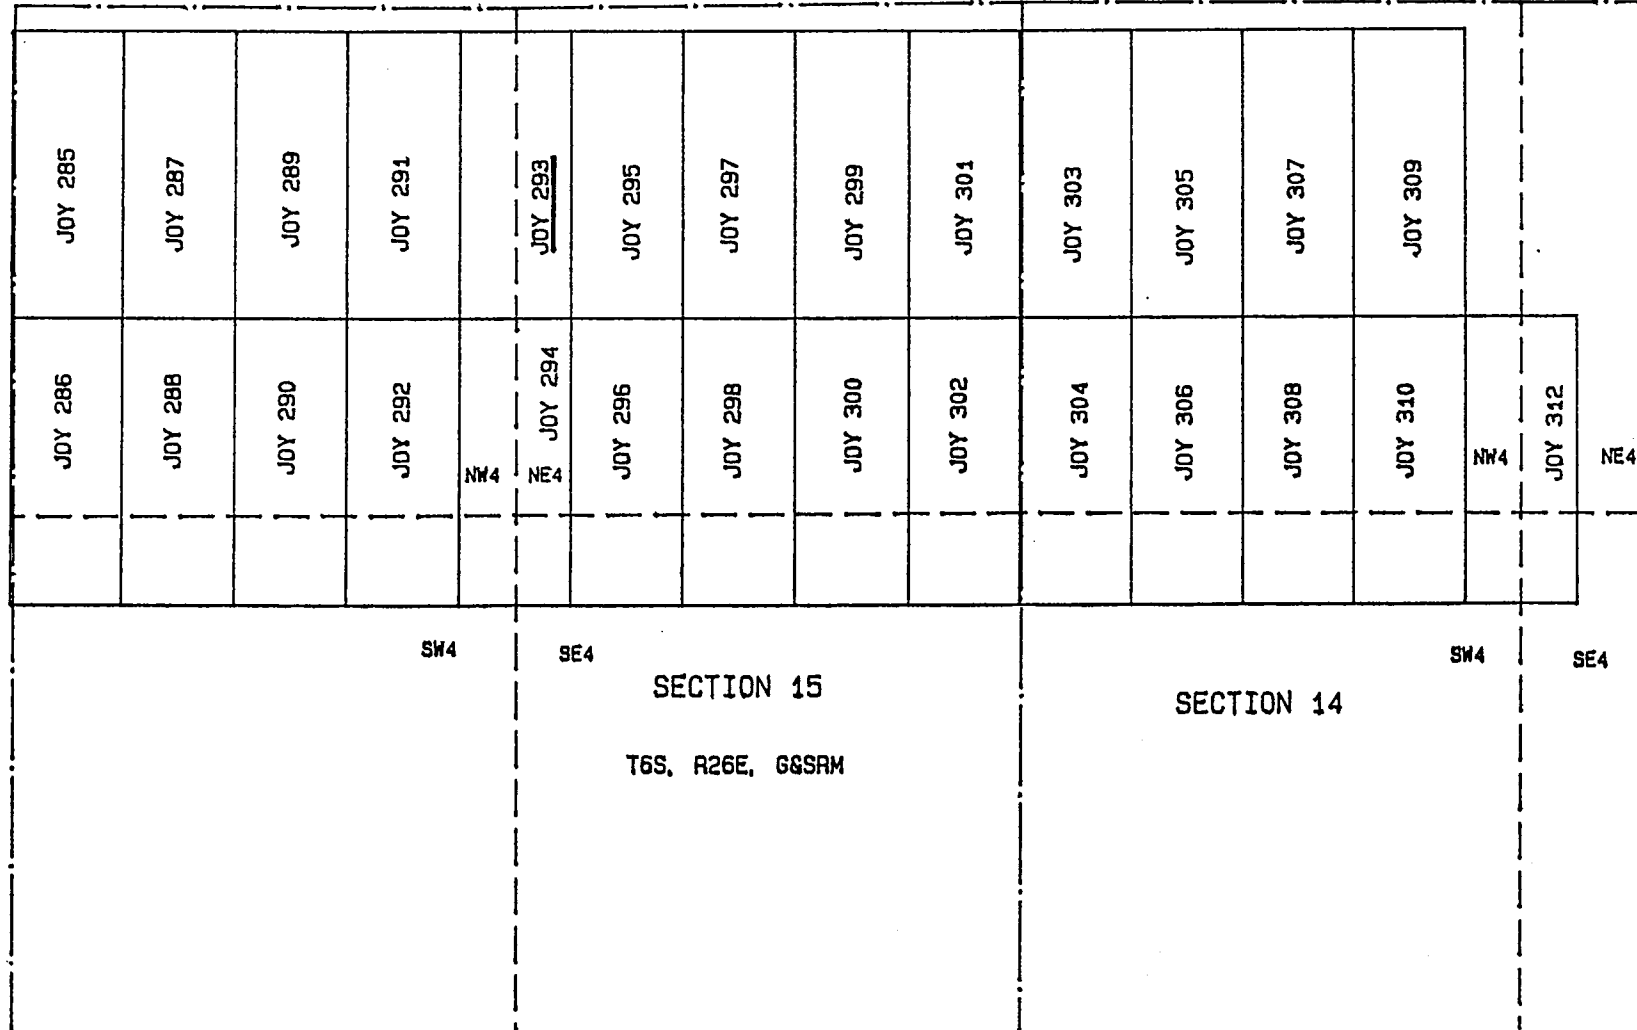 JOY 285
JOY 287
JOY 289
JOY 291
JOY 293
JOY 295
JOY 297
JOY 299
JOY 301
JOY 303
JOY 305
JOY 307
JOY 309
JOY 286
JOY 288
JOY 290
JOY 292
NW4
JOY 294
NE4
JOY 296
JOY 298
JOY 300
JOY 302
JOY 304
JOY 306
JOY 308
JOY 310
NW4
JOY 312
NE4
SW4
SE4
SW4
SE4
SECTION 15
SECTION 14
T6S, R26E, G&SRM